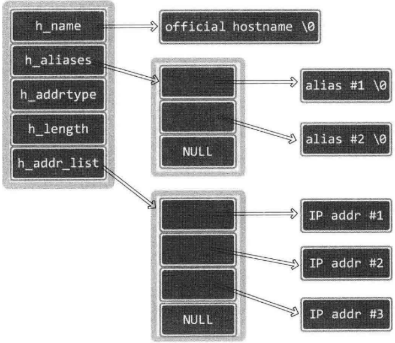 h_name
official hostname \0
h_aliases
h_addrtype
h_length
h_addr_list
alias #1 \0
alias #2 \0
NULL
IP addr #1
IP addr #2
IP addr #3
NULL